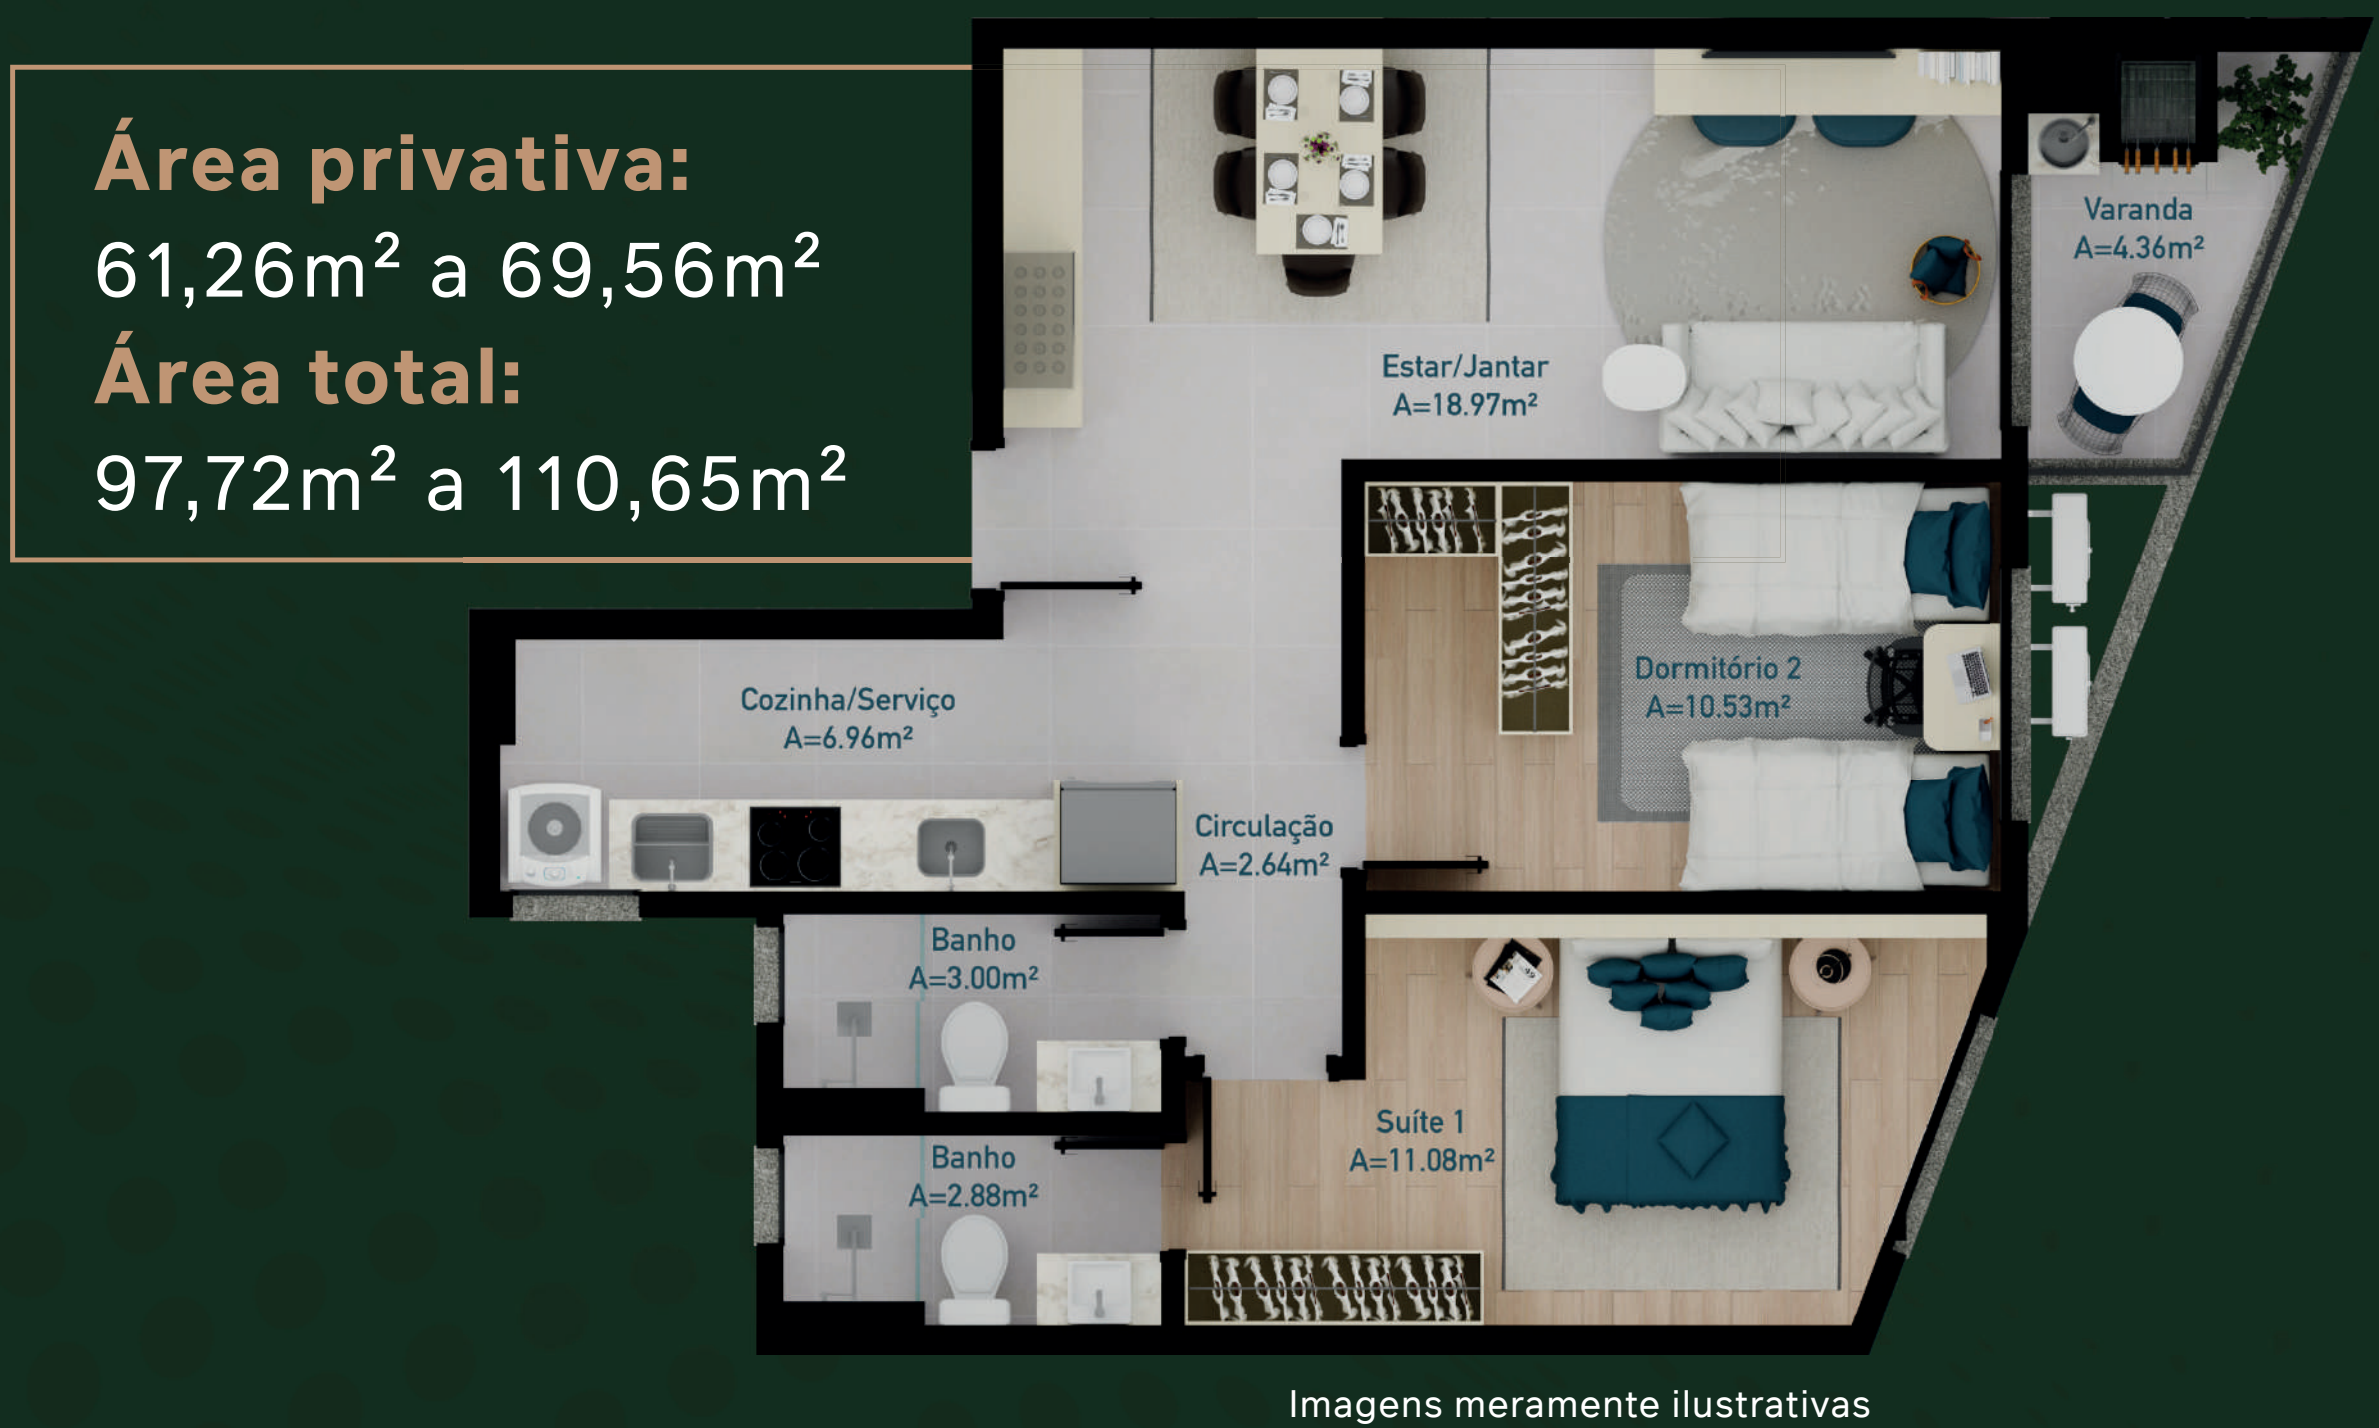 Área privativa:
61,26m² a 69,56m²
Área total:
97,72m² a 110,65m²
Varanda
A=4.36m²
Estar/Jantar
A=18.97m²
Dormitório 2
A=10.53m²
Cozinha/Serviço
A=6.96m²
Circulação
A=2.64m²
Banho
A=3.00m²
Suíte 1
A=11.08m²
Banho
A=2.88m²
Imagens meramente ilustrativas